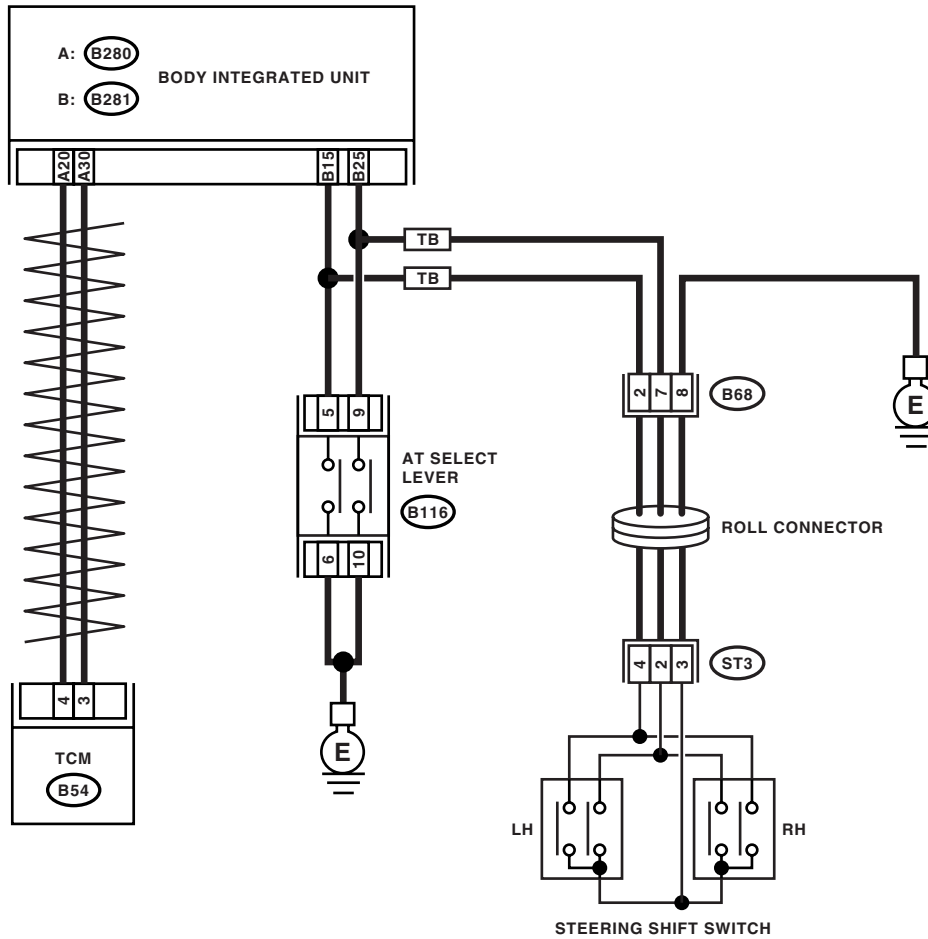 A: B280
BODY INTEGRATED UNIT
B: B281
A20 A30 B15 B25
TB
TB
5 9
2 7 8
B68
E
AT SELECT
LEVER
B116
6 10
ROLL CONNECTOR
4 2 3
ST3
4 3
TCM
B54
E
LH
RH
STEERING SHIFT SWITCH